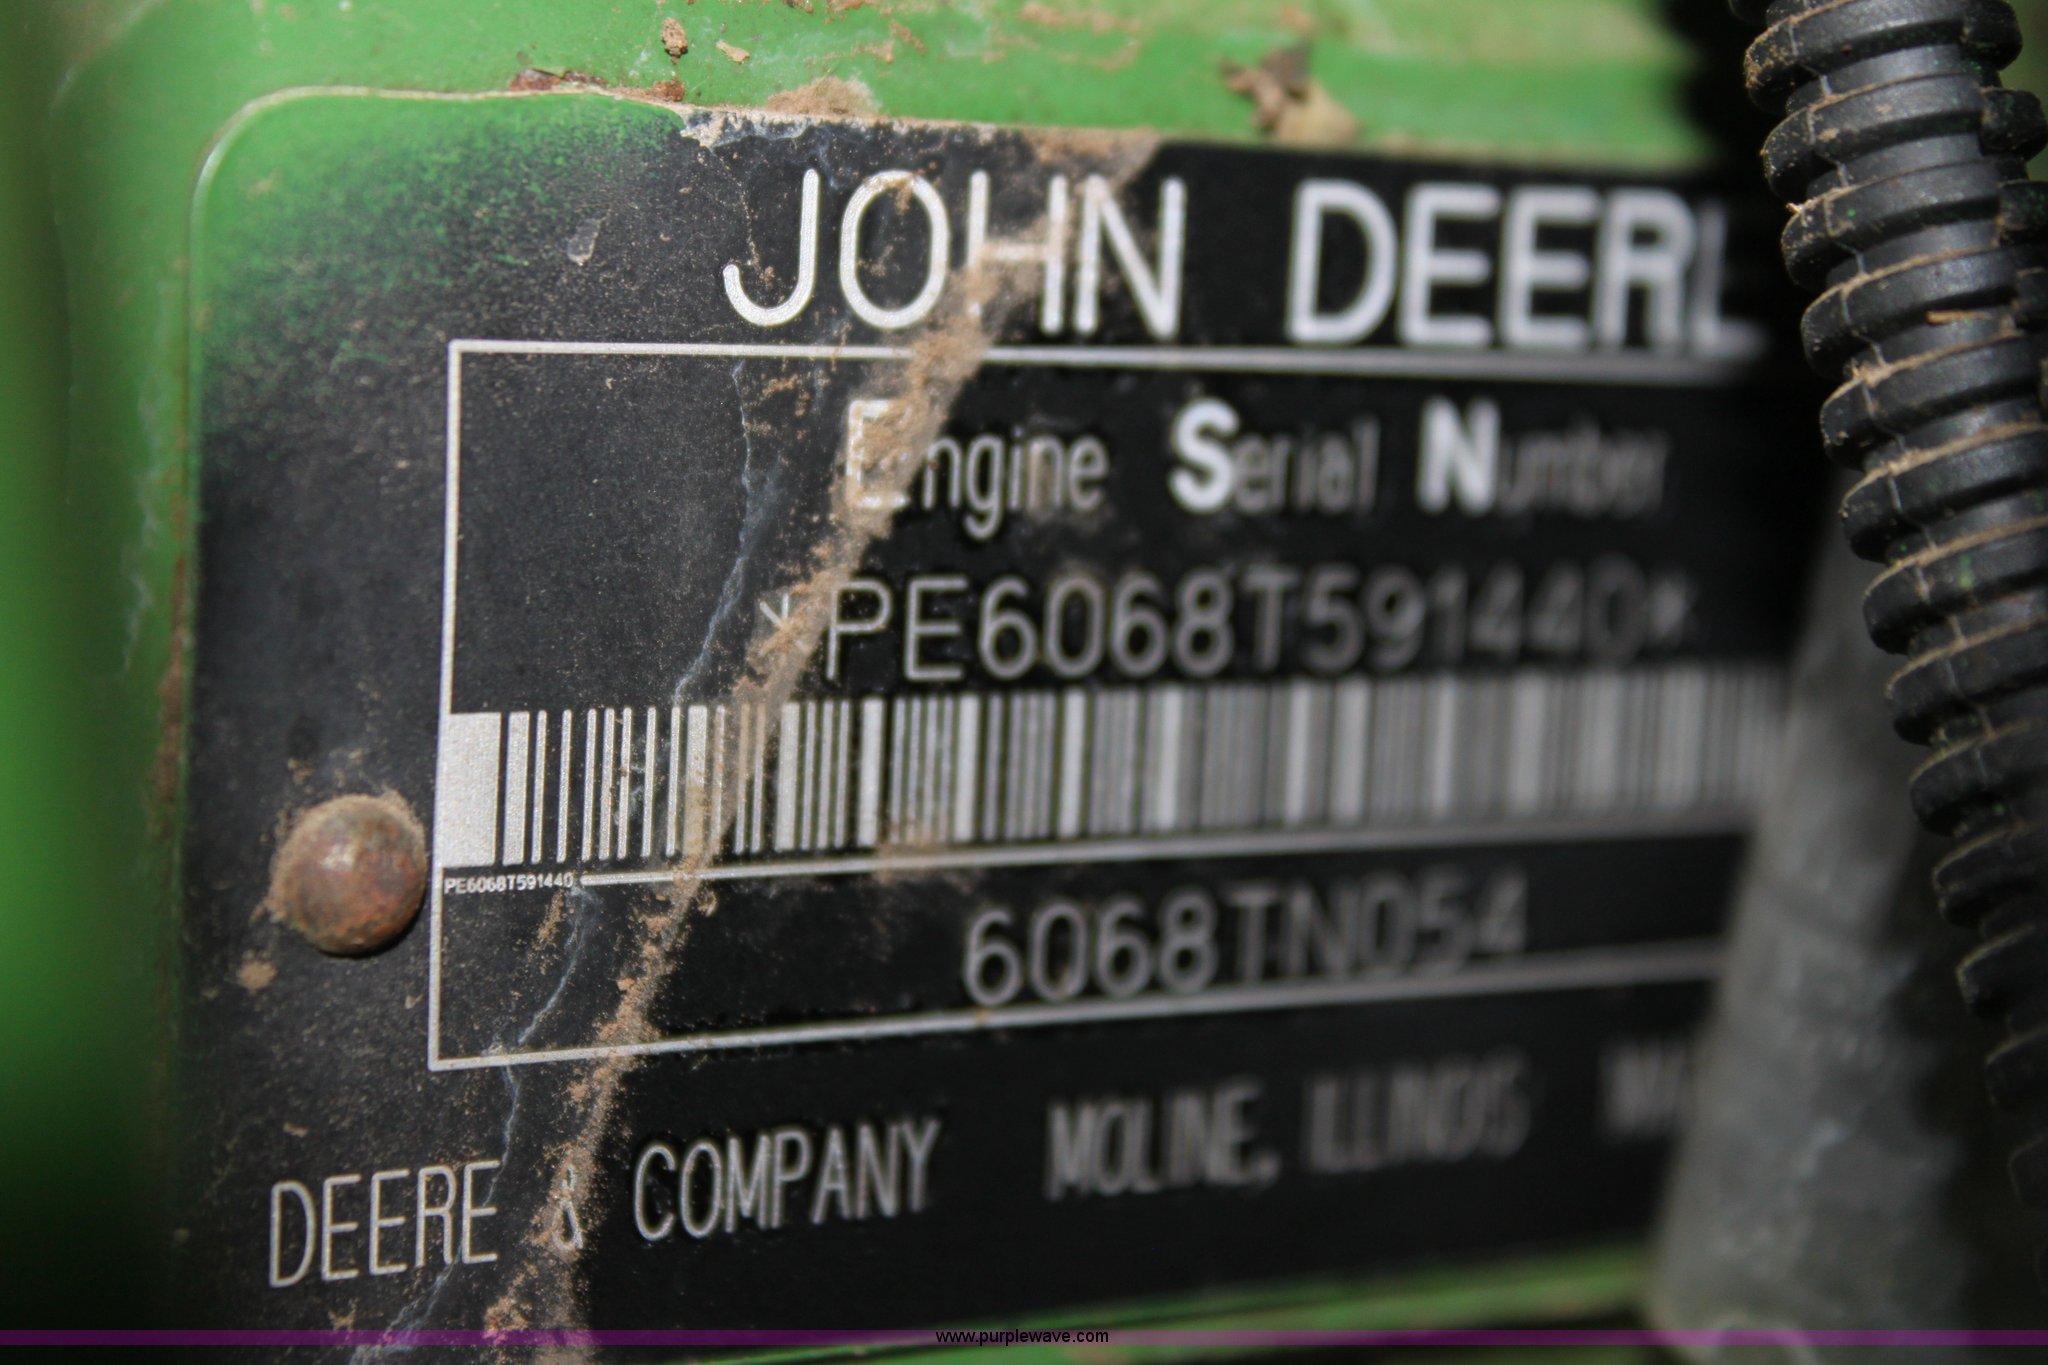 JOHN DEERE
Engine Serial Number
*PE6068T591440*
PE6068T591440
6068TN054
DEERE & COMPANY MOLINE, ILLINOIS
www.purplewave.com